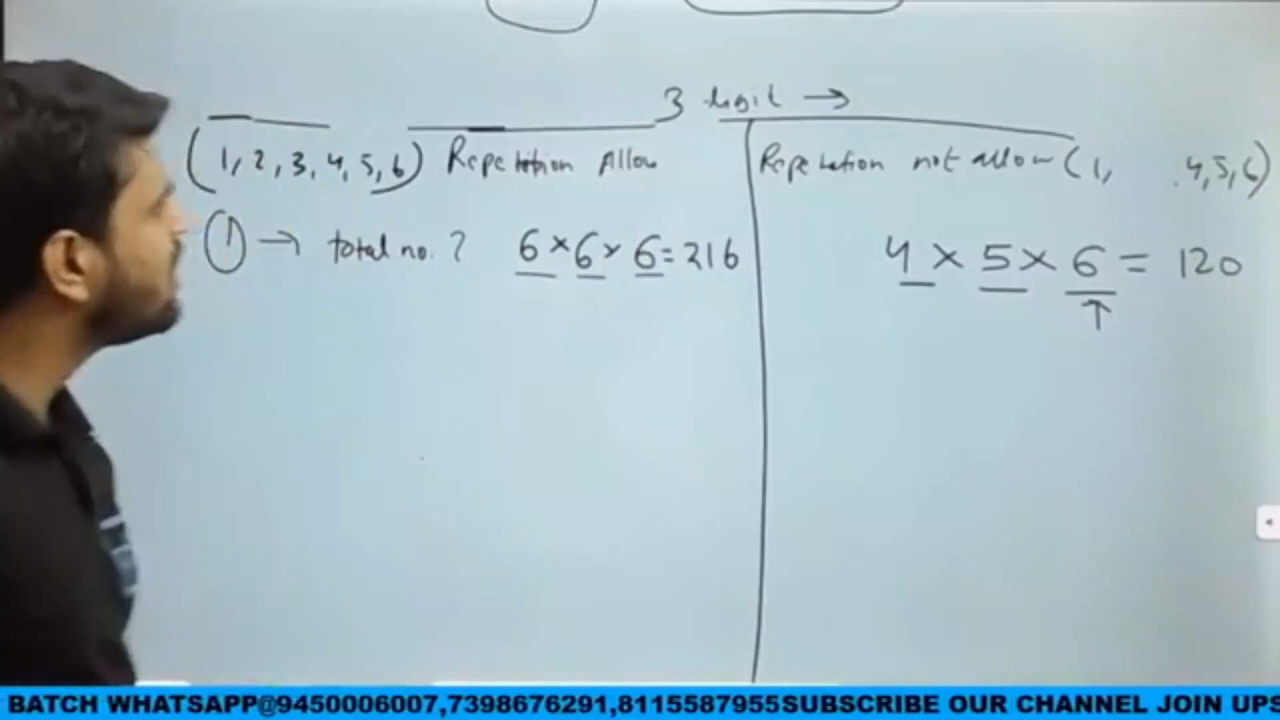 3 digit →
(1, 2, 3, 4, 5, 6) Repetition Allow
Repetation not allow (1, 4, 5, 6)
① → total no. ? 6 × 6 × 6 = 216
4 × 5 × 6 = 120
↑
BATCH WHATSAPP@9450006007,7398676291,8115587955SUBSCRIBE OUR CHANNEL JOIN UPS